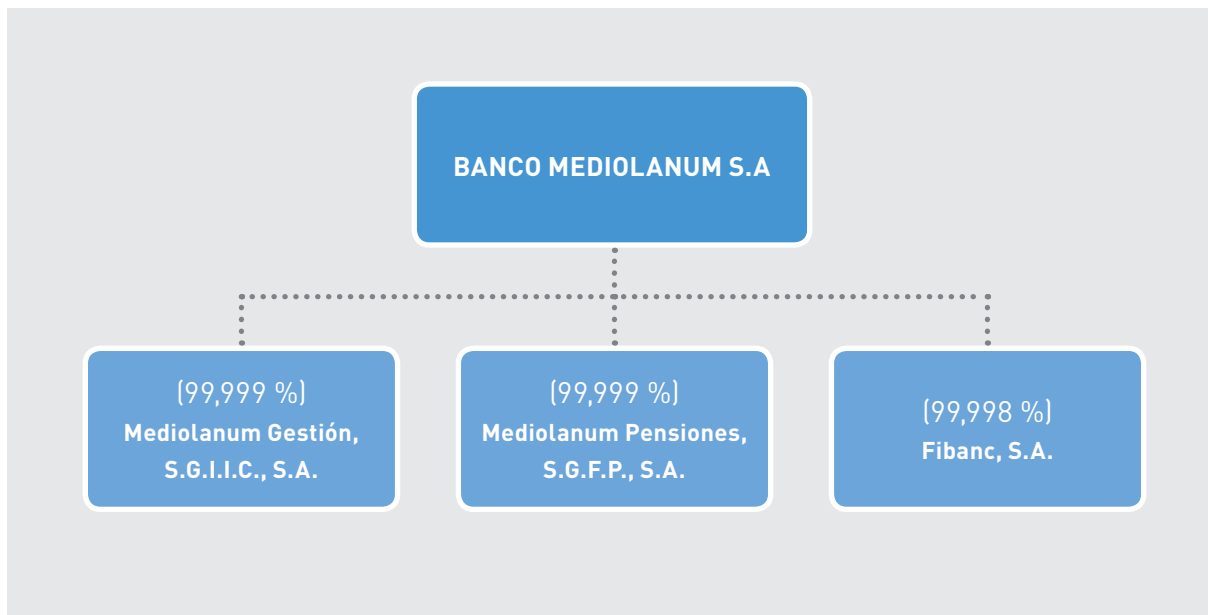 BANCO MEDIOLANUM S.A
(99,999 %)
Mediolanum Gestión,
S.G.I.I.C., S.A.
(99,999 %)
Mediolanum Pensiones,
S.G.F.P., S.A.
(99,998 %)
Fibanc, S.A.